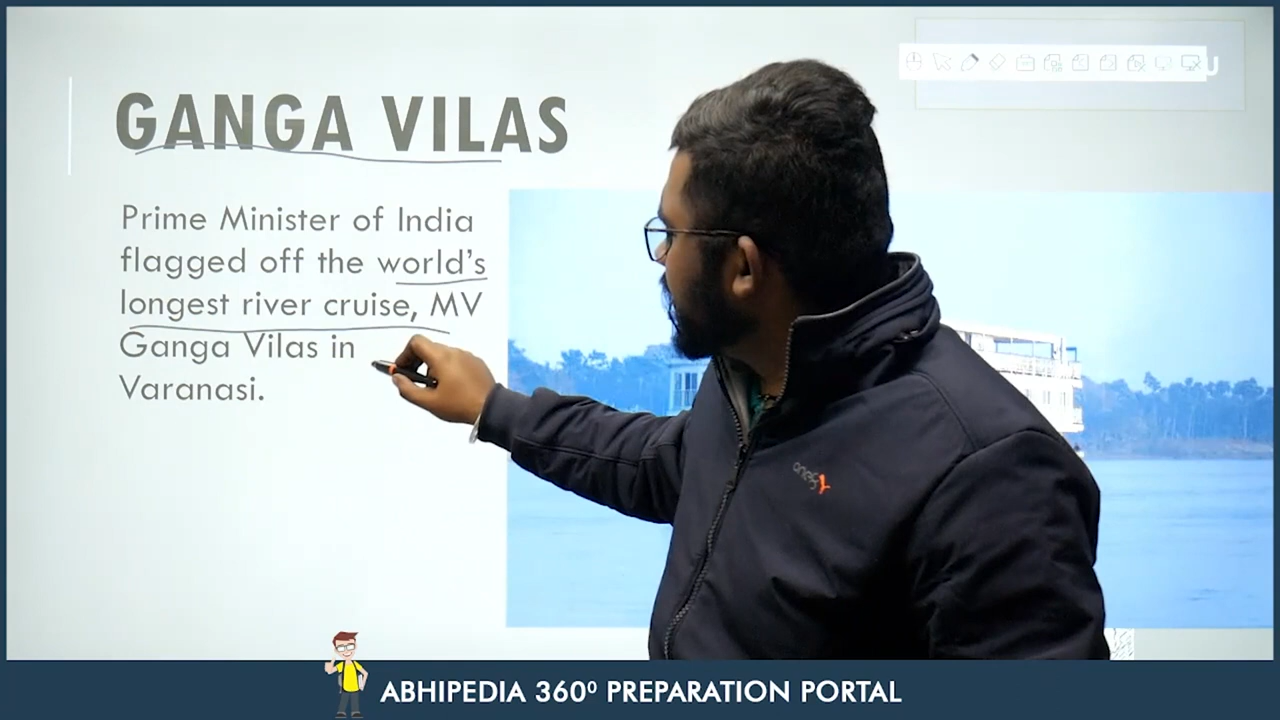 GANGA VILAS
Prime Minister of India
flagged off the world's
longest river cruise, MV
Ganga Vilas in
Varanasi.
ABHIPEDIA 360⁰ PREPARATION PORTAL